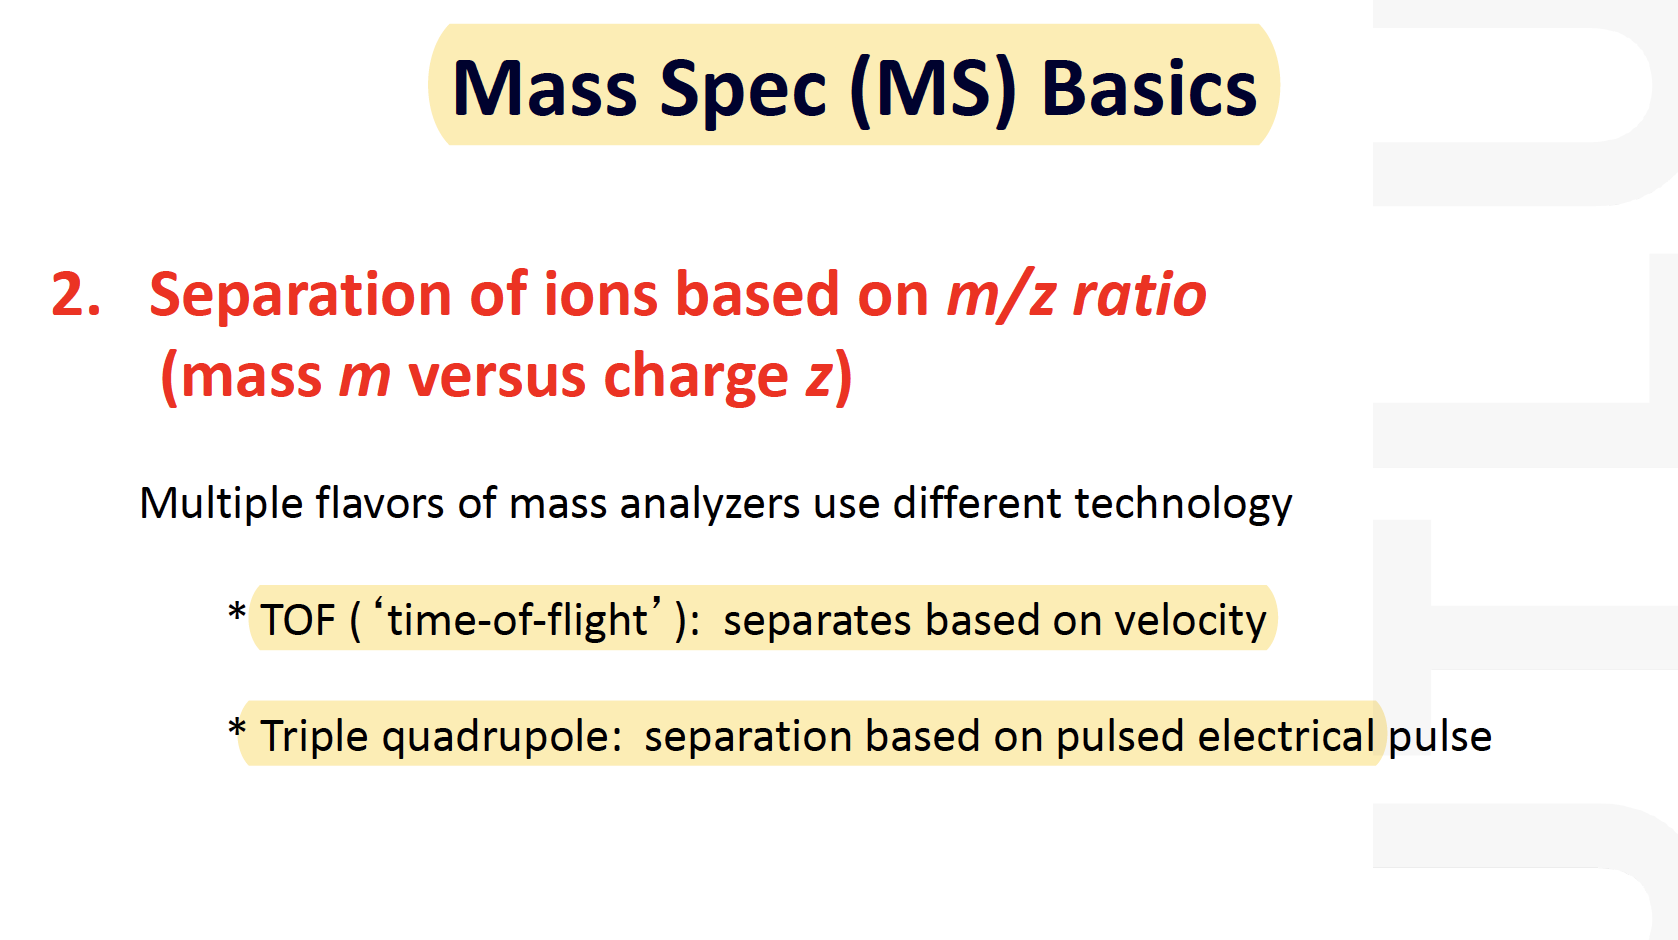 Mass Spec (MS) Basics
2. Separation of ions based on m/z ratio
(mass m versus charge z)
Multiple flavors of mass analyzers use different technology
* TOF (‘time-of-flight’): separates based on velocity
* Triple quadrupole: separation based on pulsed electrical pulse